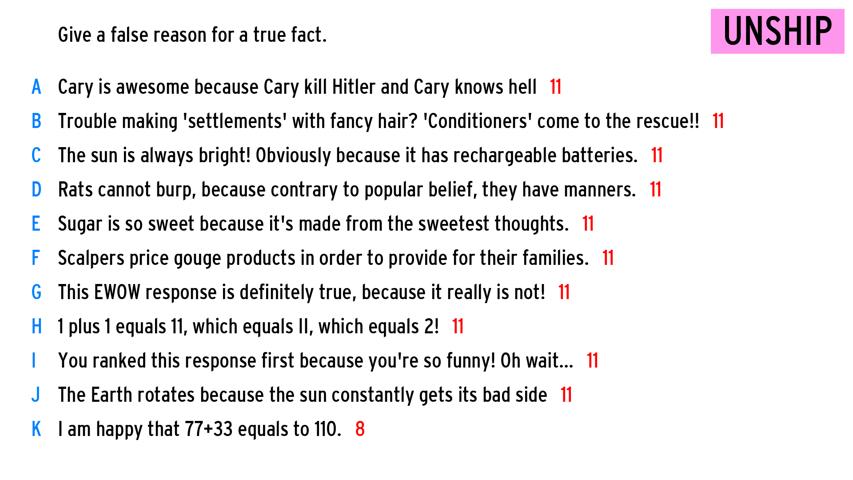 Give a false reason for a true fact.
UNSHIP
A Cary is awesome because Cary kill Hitler and Cary knows hell 11
B Trouble making 'settlements' with fancy hair? 'Conditioners' come to the rescue!! 11
C The sun is always bright! Obviously because it has rechargeable batteries. 11
D Rats cannot burp, because contrary to popular belief, they have manners. 11
E Sugar is so sweet because it's made from the sweetest thoughts. 11
F Scalpers price gouge products in order to provide for their families. 11
G This EWOW response is definitely true, because it really is not! 11
H 1 plus 1 equals 11, which equals II, which equals 2! 11
I You ranked this response first because you're so funny! Oh wait... 11
J The Earth rotates because the sun constantly gets its bad side 11
K I am happy that 77+33 equals to 110. 8